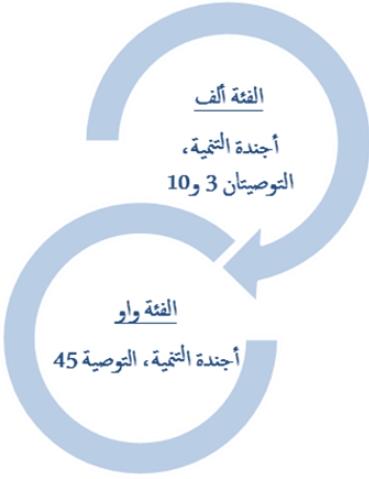 الفئة ألف
أجندة التنمية،
التوصيتان 3 و10
الفئة واو
أجندة التنمية، التوصية 45